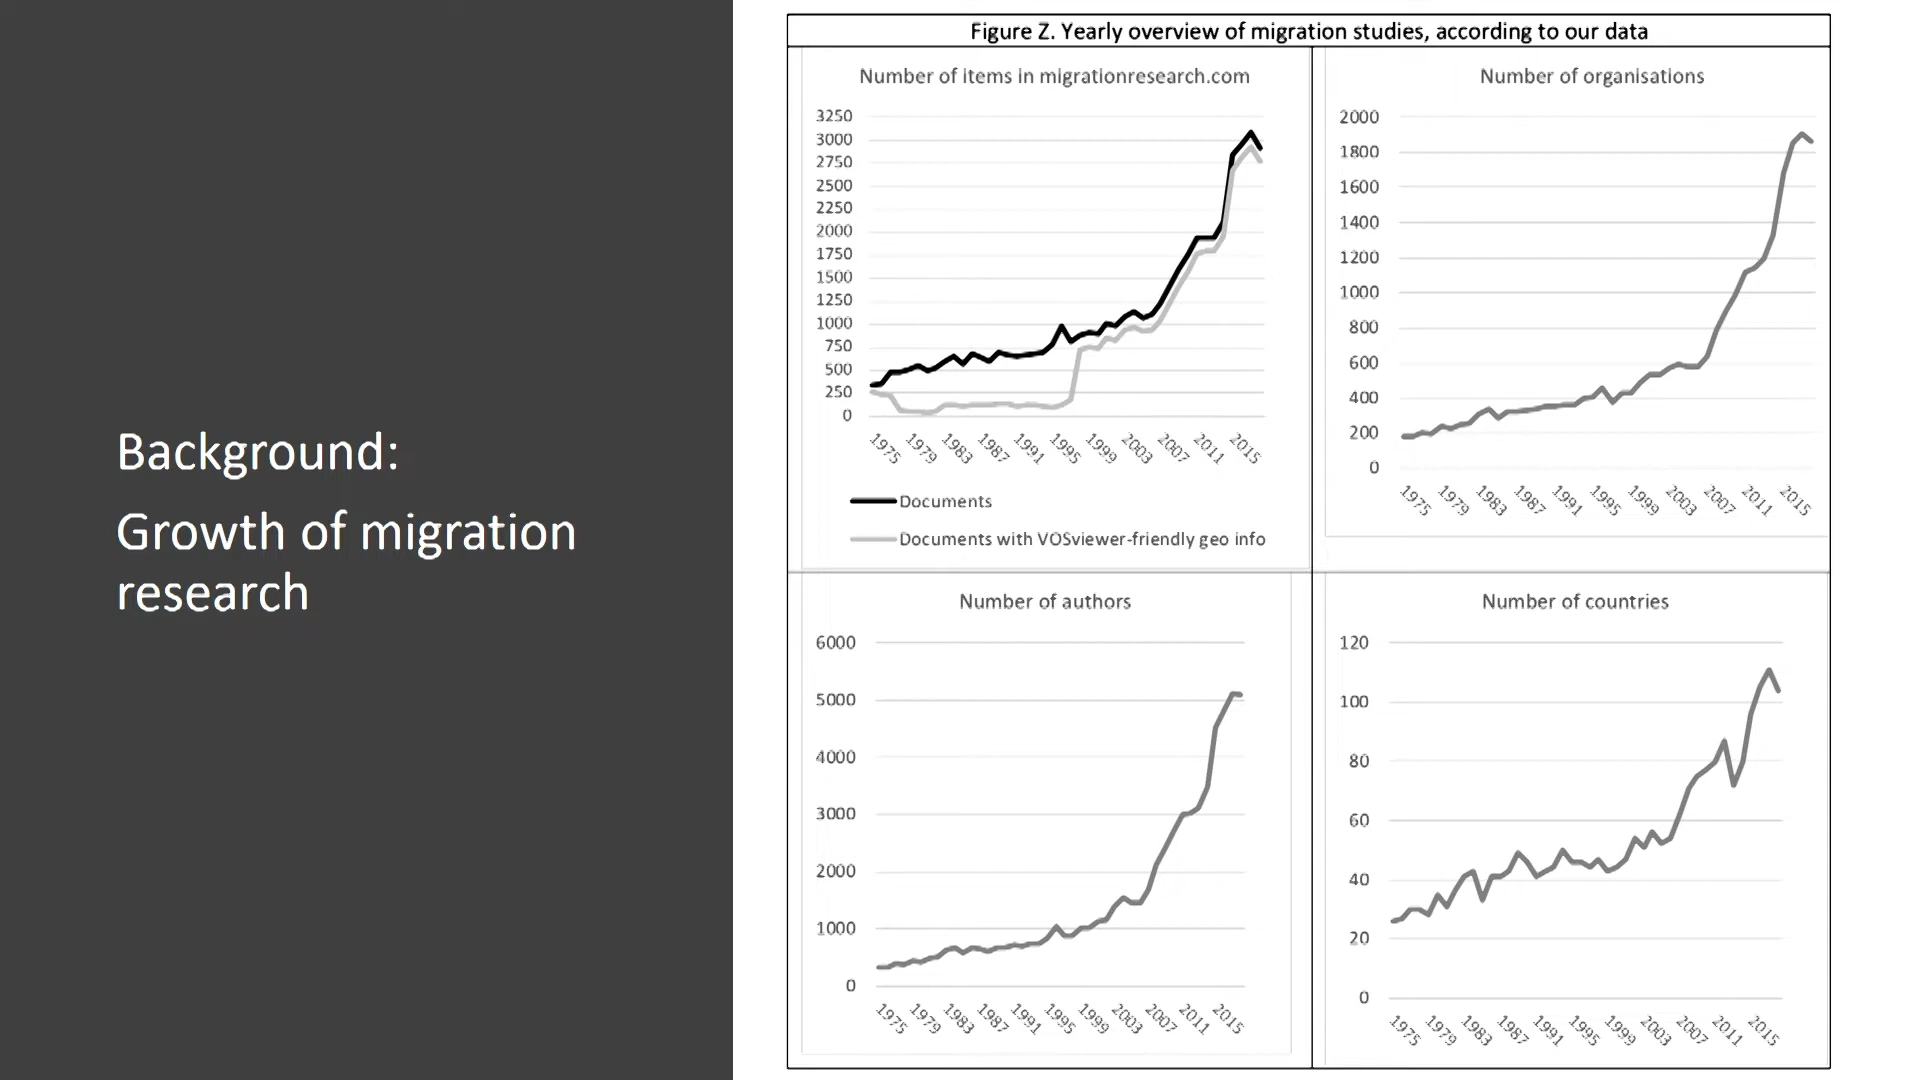 Background:
Growth of migration
research
Figure Z. Yearly overview of migration studies, according to our data
Number of items in migrationresearch.com
3250
3000
2750
2500
2250
2000
1750
1500
1250
1000
750
500
250
0
1975 1979 1983 1987 1991 1995 1999 2003 2007 2011 2015
Documents
Documents with VOSviewer-friendly geo info
Number of organisations
2000
1800
1600
1400
1200
1000
800
600
400
200
0
1975 1979 1983 1987 1991 1995 1999 2003 2007 2011 2015
Number of authors
6000
5000
4000
3000
2000
1000
0
1975 1979 1983 1987 1991 1995 1999 2003 2007 2011 2015
Number of countries
120
100
80
60
40
20
0
1975 1979 1983 1987 1991 1995 1999 2003 2007 2011 2015